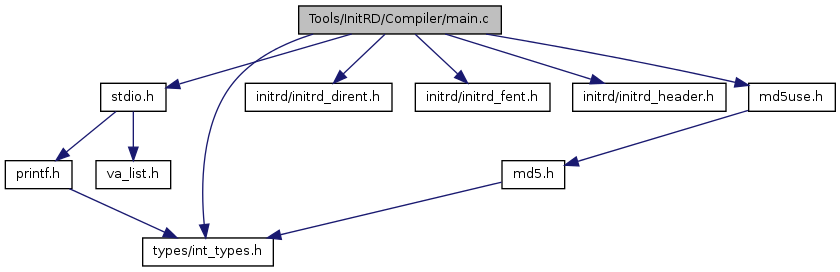 Tools/InitRD/Compiler/main.c
stdio.h
initrd/initrd_dirent.h
initrd/initrd_fent.h
initrd/initrd_header.h
md5use.h
printf.h
va_list.h
md5.h
types/int_types.h